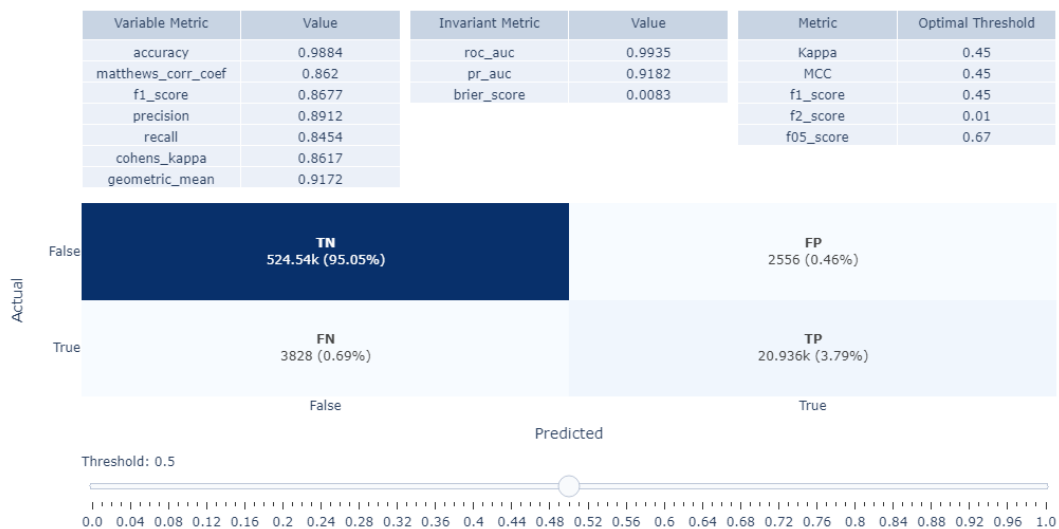 Variable Metric Value Invariant Metric Value Metric Optimal Threshold
accuracy 0.9884 roc_auc 0.9935 Kappa 0.45
matthews_corr_coef 0.862 pr_auc 0.9182 MCC 0.45
f1_score 0.8677 brier_score 0.0083 f1_score 0.45
precision 0.8912 f2_score 0.01
recall 0.8454 f05_score 0.67
cohens_kappa 0.8617
geometric_mean 0.9172
TN FP
False 524.54k (95.05%) 2556 (0.46%)
Actual
FN TP
True 3828 (0.69%) 20.936k (3.79%)
False True
Predicted
Threshold: 0.5
0.0 0.04 0.08 0.12 0.16 0.2 0.24 0.28 0.32 0.36 0.4 0.44 0.48 0.52 0.56 0.6 0.64 0.68 0.72 0.76 0.8 0.84 0.88 0.92 0.96 1